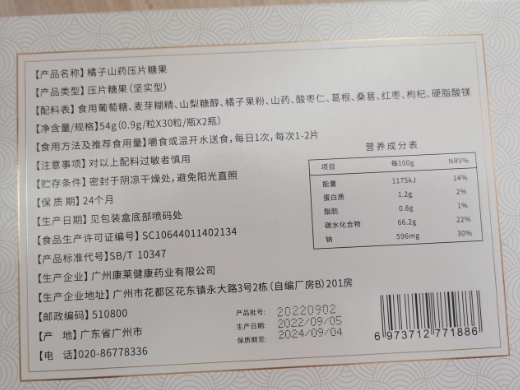 【产品名称】橘子山药压片糖果
【产品类型】压片糖果(坚实型)
【配料表】食用葡萄糖、麦芽糊精、山梨糖醇、橘子果粉、山药、酸枣仁、葛根、桑葚、红枣、枸杞、硬脂酸镁
【净含量/规格】54g(0.9g/粒X30粒/瓶X2瓶)
【食用方法及推荐食用量】嚼食或温开水送食，每日1次，每次1-2片
【注意事项】对以上配料过敏者慎用
【贮存条件】密封于阴凉干燥处，避免阳光直照
【保质期】24个月
【生产日期】见包装盒底部喷码处
【食品生产许可证编号】SC10644011402134
【产品标准代号】SB/T 10347
【生产企业】广州康莱健康药业有限公司
【生产企业地址】广州市花都区花东镇永大路3号2栋(自编厂房B)201房
【邮政编码】510800
【产 地】广东省广州市
【电 话】020-86778336
营养成分表
项目 每100g NRV%
能量 1175kJ 14%
蛋白质 1.2g 2%
脂肪 0.8g 1%
碳水化合物 66.2g 22%
钠 596mg 30%
产品批号: 20220902
生产日期: 2022/09/05
保质期至: 2024/09/04
6 973712 771886